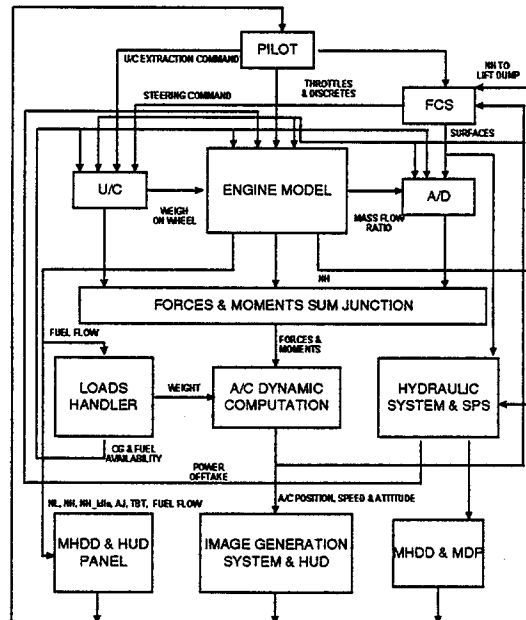 PILOT
U/C EXTRACTION COMMAND
NH TO
LIFT DUMP
THROTTLES
& DISCRETES
STEERING COMMAND
FCS
SURFACES
U/C
ENGINE MODEL
A/D
WEIGH
ON WHEEL
MASS FLOW
RATIO
NH
FORCES & MOMENTS SUM JUNCTION
FUEL FLOW
FORCES &
MOMENTS
LOADS
HANDLER
WEIGHT
A/C DYNAMIC
COMPUTATION
HYDRAULIC
SYSTEM & SPS
CG & FUEL
AVAILABILITY
POWER
OFFTAKE
NL, NH, NH_Idle, AJ, TBT, FUEL FLOW
A/C POSITION, SPEED & ATTITUDE
MHDD & HUD
PANEL
IMAGE GENERATION
SYSTEM & HUD
MHDD & MDP